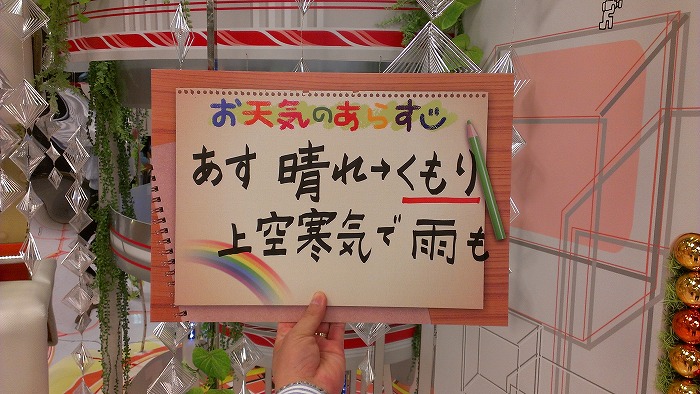 お天気のあらすじ
あす 晴れ→くもり
上空寒気で 雨も